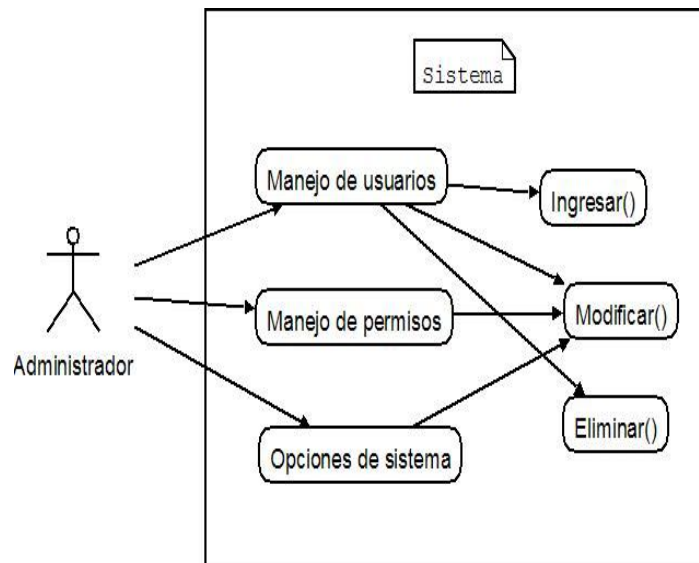 Sistema
Manejo de usuarios
Ingresar()
Manejo de permisos
Modificar()
Administrador
Opciones de sistema
Eliminar()